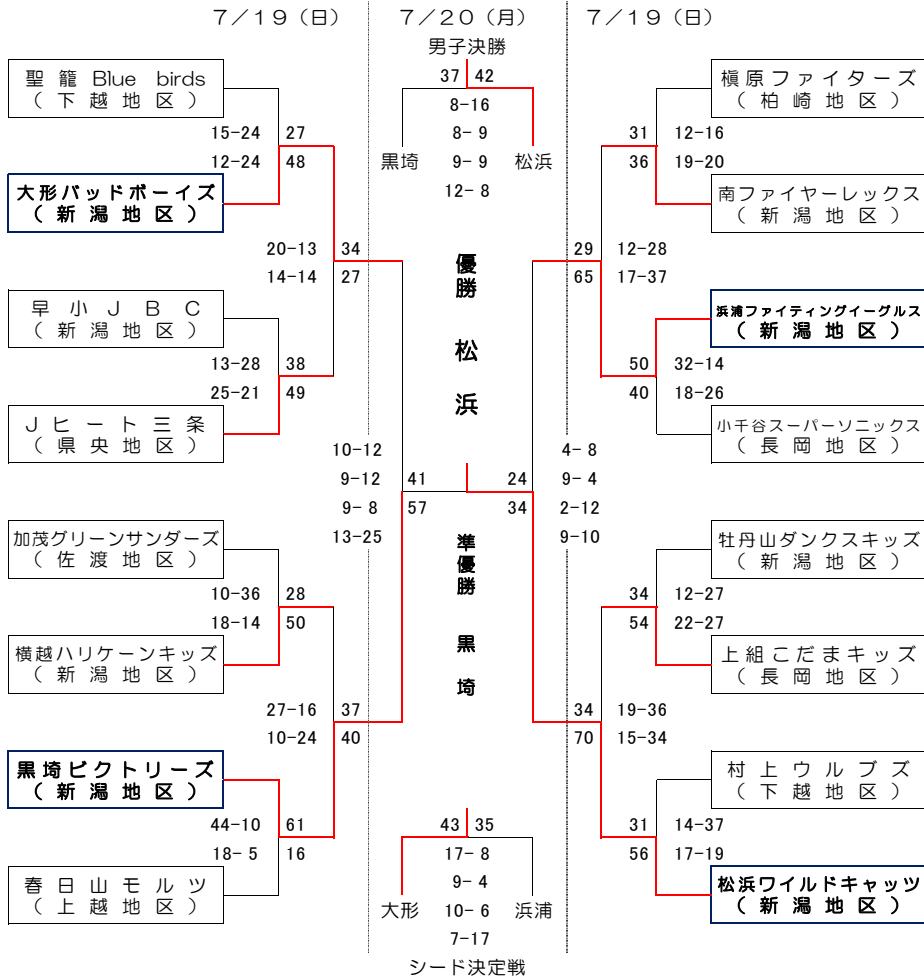 7／19（日）
7／20（月）
7／19（日）
男子決勝
37 42
8-16
8- 9
9- 9
12- 8
黒埼
松浜
聖籠Blue birds
（下越地区）
15-24 27
12-24 48
大形バッドボーイズ
（新潟地区）
20-13 34
14-14 27
早小JBC
（新潟地区）
13-28 38
25-21 49
Jヒート三条
（県央地区）
10-12
9-12
9- 8
13-25
41
57
加茂グリーンサンダーズ
（佐渡地区）
10-36 28
18-14 50
横越ハリケーンキッズ
（新潟地区）
27-16 37
10-24 40
黒埼ビクトリーズ
（新潟地区）
44-10 61
18- 5 16
春日山モルツ
（上越地区）
優勝 松浜
準優勝 黒埼
43 35
17- 8
9- 4
10- 6
7-17
大形
浜浦
シード決定戦
槇原ファイターズ
（柏崎地区）
31 12-16
36 19-20
南ファイヤーレックス
（新潟地区）
29 12-28
65 17-37
浜浦ファイティングイーグルス
（新潟地区）
50 32-14
40 18-26
小千谷スーパーソニックス
（長岡地区）
24
34
4- 8
9- 4
2-12
9-10
牡丹山ダンクスキッズ
（新潟地区）
34 12-27
54 22-27
上組こだまキッズ
（長岡地区）
34 19-36
70 15-34
村上ウルブズ
（下越地区）
31 14-37
56 17-19
松浜ワイルドキャッツ
（新潟地区）